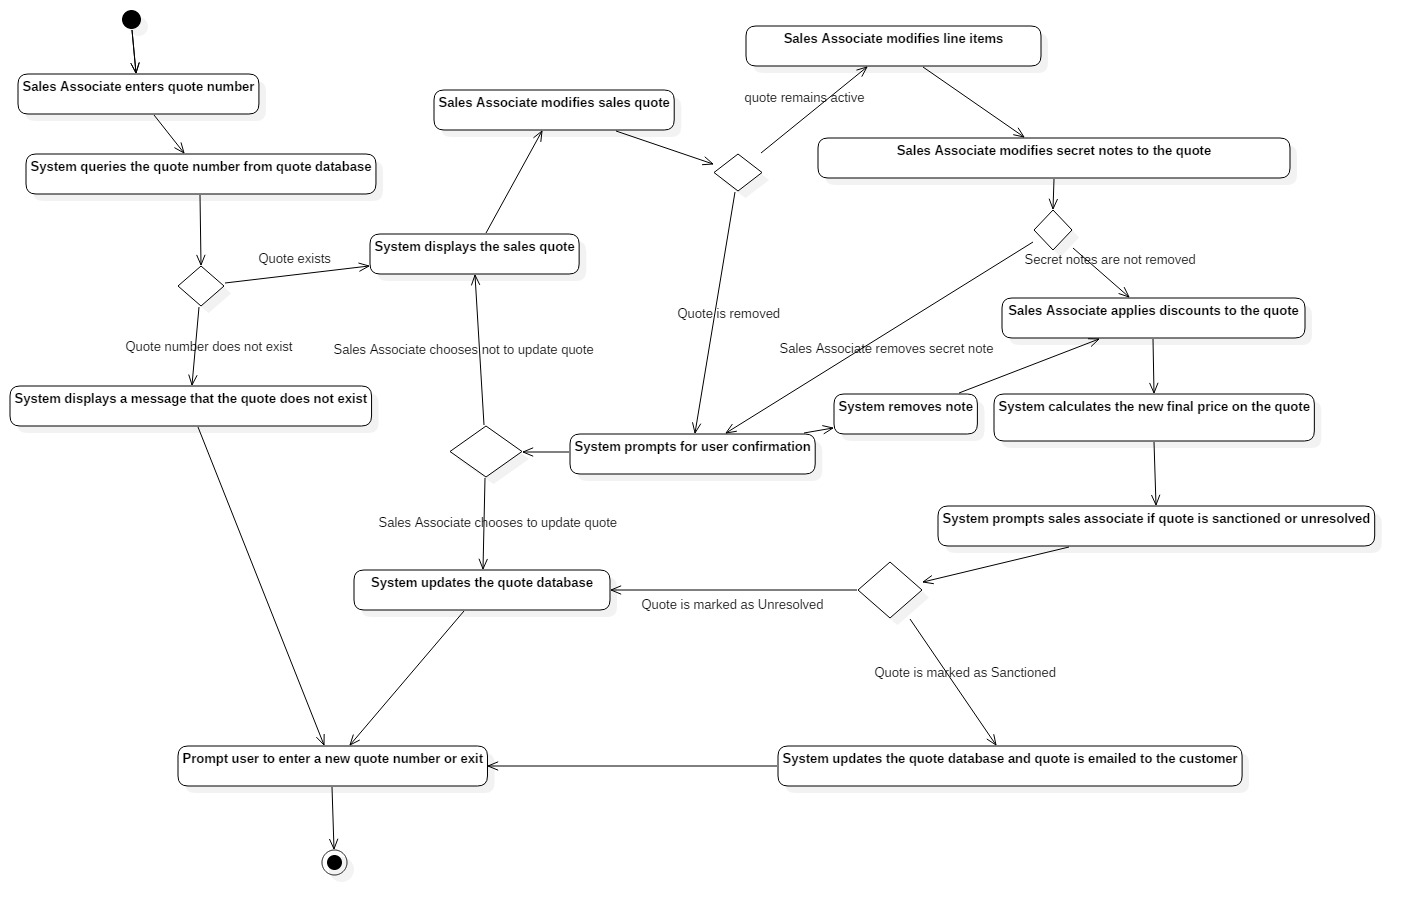 Sales Associate modifies line items
Sales Associate enters quote number
Sales Associate modifies sales quote
quote remains active
System queries the quote number from quote database
Sales Associate modifies secret notes to the quote
Quote exists
System displays the sales quote
Secret notes are not removed
Quote is removed
Sales Associate applies discounts to the quote
Quote number does not exist
Sales Associate chooses not to update quote
Sales Associate removes secret note
System displays a message that the quote does not exist
System removes note
System calculates the new final price on the quote
System prompts for user confirmation
Sales Associate chooses to update quote
System prompts sales associate if quote is sanctioned or unresolved
System updates the quote database
Quote is marked as Unresolved
Quote is marked as Sanctioned
Prompt user to enter a new quote number or exit
System updates the quote database and quote is emailed to the customer